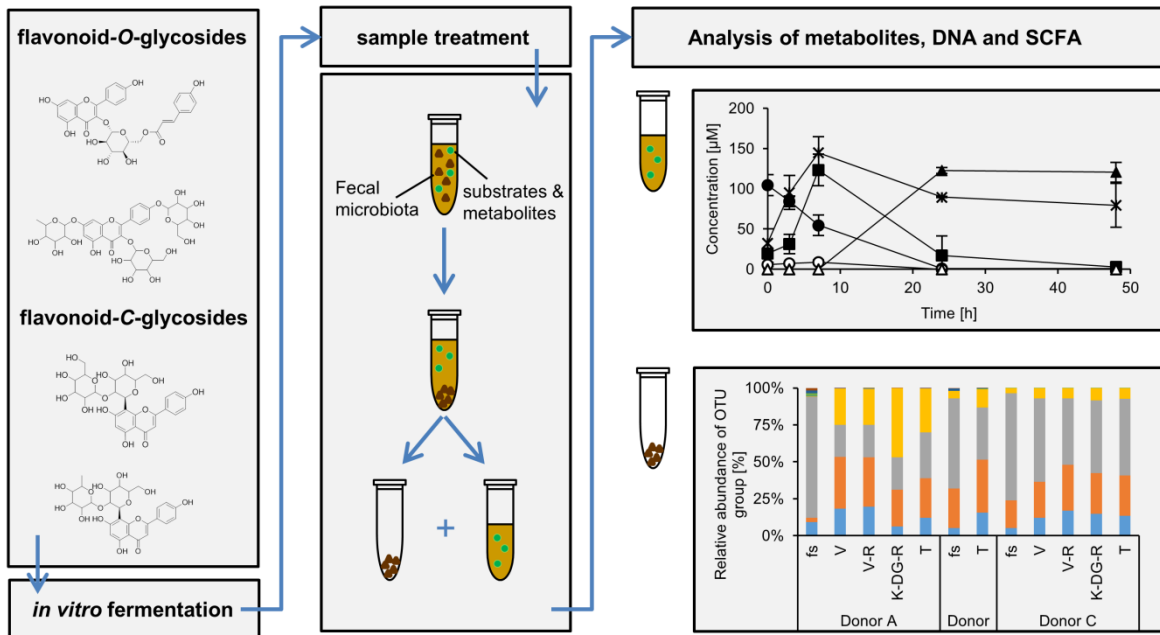 flavonoid-O-glycosides
flavonoid-C-glycosides
in vitro fermentation
sample treatment
Fecal
microbiota
substrates &
metabolites
+
Analysis of metabolites, DNA and SCFA
Concentration [µM]
200
150
100
50
0
0 10 20 30 40 50
Time [h]
Relative abundance of OTU
group [%]
100%
75%
50%
25%
0%
fs V V-R K-DG-R T fs T fs V V-R K-DG-R T
Donor A Donor Donor C